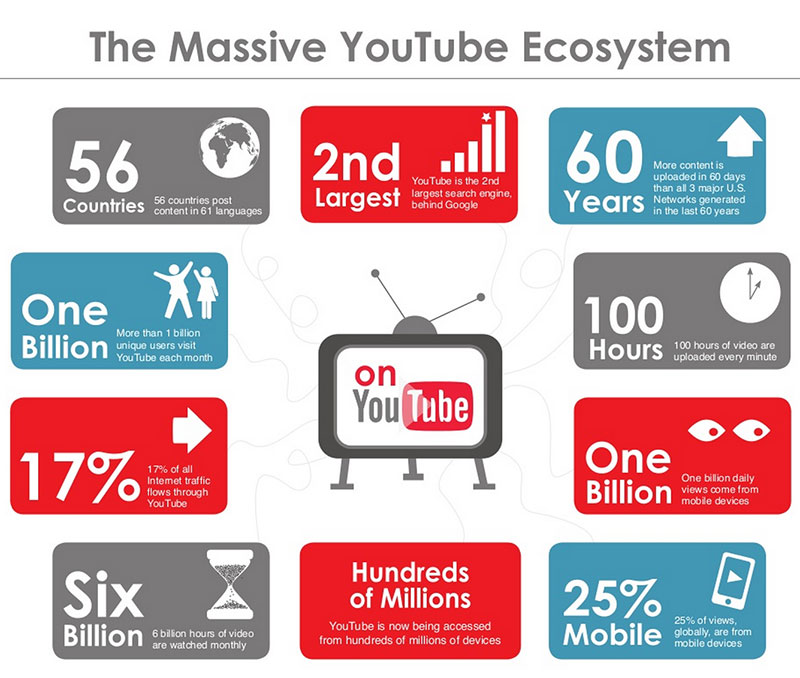 The Massive YouTube Ecosystem
56
Countries
56 countries post
content in 61 languages
2nd
Largest
YouTube is the 2nd
largest search engine,
behind Google
60
Years
More content is
uploaded in 60 days
than all 3 major U.S.
Networks generated
in the last 60 years
One
Billion
More than 1 billion
unique users visit
YouTube each month
on
YouTube
100
Hours
100 hours of video are
uploaded every minute
17%
17% of all
Internet traffic
flows through
YouTube
One
Billion
One billion daily
views come from
mobile devices
Six
Billion
6 billion hours of video
are watched monthly
Hundreds
of Millions
YouTube is now being accessed
from hundreds of millions of devices
25%
Mobile
25% of views,
globally, are from
mobile devices